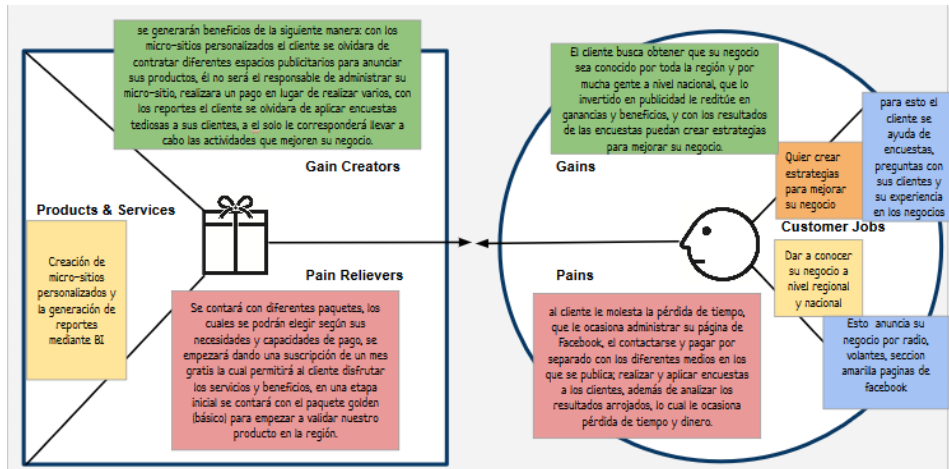 se generarán beneficios de la siguiente manera: con los
micro-sitios personalizados el cliente se olvidara de
contratar diferentes espacios publicitarios para anunciar
sus productos, él no será el responsable de administrar su
micro-sitio, realizara un pago en lugar de realizar varios, con
los reportes el cliente se olvidara de aplicar encuestas
tediosas a sus clientes, a el solo le corresponderá llevar a
cabo las actividades que mejoren su negocio.
Gain Creators
Products & Services
Creación de
micro-sitios
personalizados y
la generación de
reportes
mediante BI
Pain Relievers
Se contará con diferentes paquetes, los
cuales se podrán elegir según sus
necesidades y capacidades de pago, se
empezará dando una suscripción de un mes
gratis la cual permitirá al cliente disfrutar
los servicios y beneficios, en una etapa
inicial se contará con el paquete golden
(básico) para empezar a validar nuestro
producto en la región.
El cliente busca obtener que su negocio
sea conocido por toda la región y por
mucha gente a nivel nacional, que lo
invertido en publicidad le reditúe en
ganancias y beneficios, y con los resultados
de las encuestas puedan crear estrategias
para mejorar su negocio.
Gains
Quier crear
estrategias
para mejorar
su negocio
para esto el
cliente se
ayuda de
encuestas,
preguntas con
sus clientes y
su experiencia
en los negocios
Customer Jobs
Dar a conocer
su negocio a
nivel regional
y nacional
Pains
al cliente le molesta la pérdida de tiempo,
que le ocasiona administrar su página de
Facebook, el contactarse y pagar por
separado con los diferentes medios en los
que se publica; realizar y aplicar encuestas
a los clientes, además de analizar los
resultados arrojados, lo cual le ocasiona
pérdida de tiempo y dinero.
Esto anuncia su
negocio por radio,
volantes, seccion
amarilla paginas de
facebook